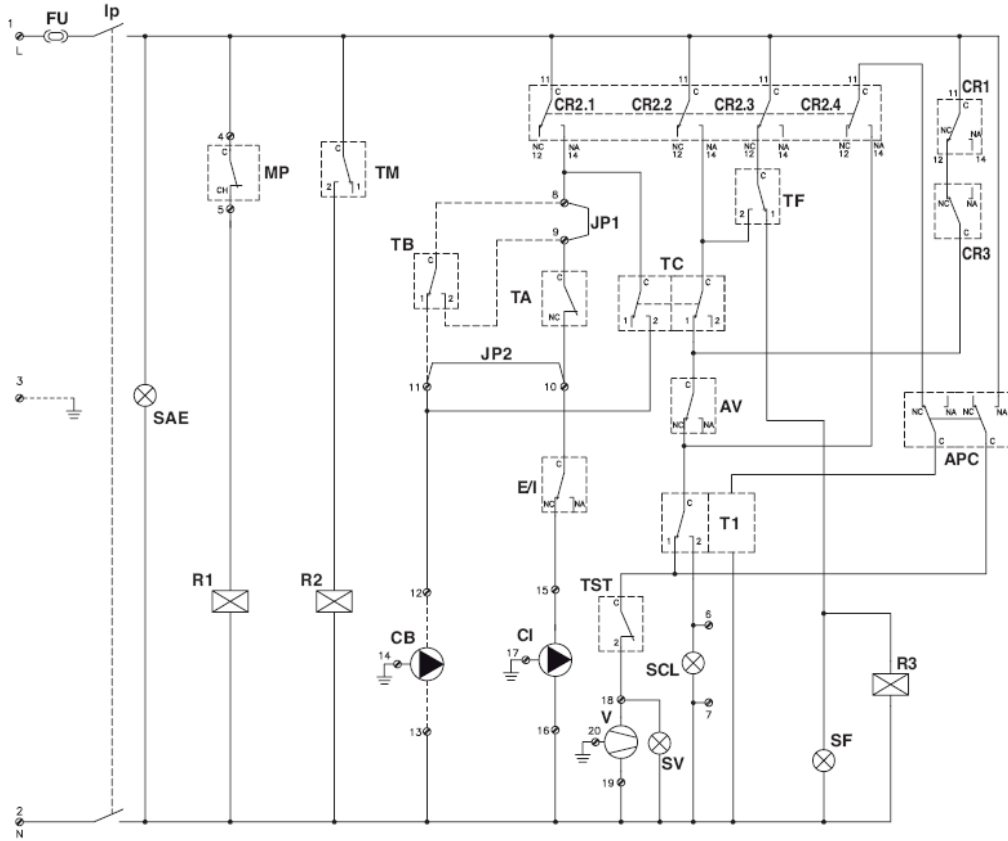 FU
Ip
1
L
11
11
11
11
11
C
C
C
C
C
CR2.1
CR2.2
CR2.3
CR2.4
CR1
NC
NA
NC
12
NA
14
NC
12
NA
14
NC
12
NA
14
NC
12
NA
14
12
14
4
C
CH
MP
5
C
2
1
TM
8
JP1
9
C
2
1
TF
NC
NA
C
CR3
TB
C
1
2
TA
C
NC
TC
C
C
1
2
1
2
JP2
11
10
3
SAE
C
NC
NA
AV
NC
NA
NC
NA
C
C
APC
E/I
C
NC
NA
C
1
2
T1
R1
R2
12
15
TST
C
2
6
CB
14
CI
17
SCL
R3
7
18
13
16
V
20
SV
SF
19
2
N